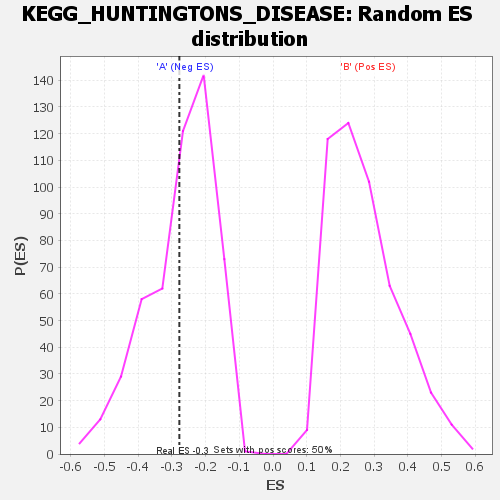 KEGG_HUNTINGTONS_DISEASE: Random ES
distribution
'A' (Neg ES)
'B' (Pos ES)
140
130
120
110
100
90
80
70
60
50
40
30
20
10
0
P(ES)
Real ES -0.3
Sets with pos scores: 50%
-0.6 -0.5 -0.4 -0.3 -0.2 -0.1 0.0 0.1 0.2 0.3 0.4 0.5 0.6
ES